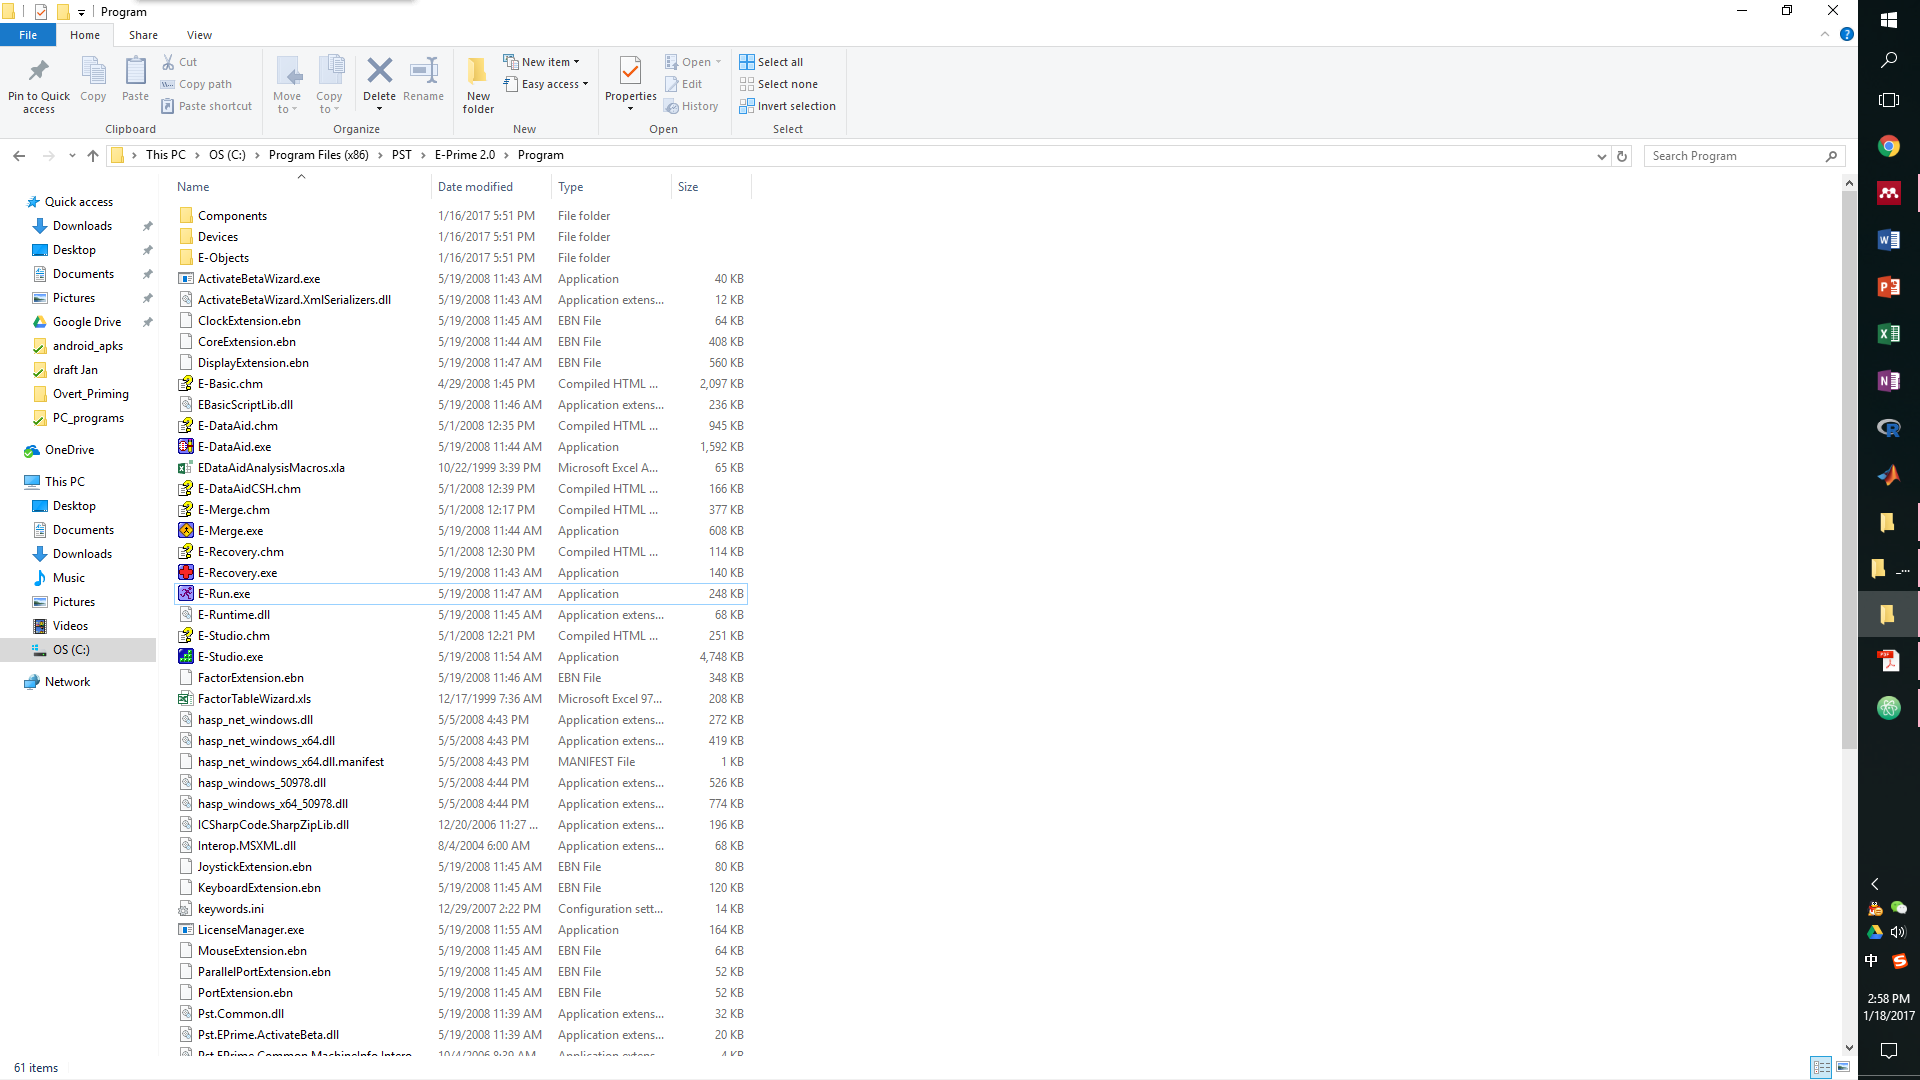 Program
File Home Share View
Pin to Quick access
Copy
Paste
Cut
Copy path
Paste shortcut
Clipboard
Move to
Copy to
Delete
Rename
Organize
New folder
New item
Easy access
New
Properties
Open
Edit
History
Open
Select all
Select none
Invert selection
Select
This PC > OS (C:) > Program Files (x86) > PST > E-Prime 2.0 > Program
Search Program
Quick access
Downloads
Desktop
Documents
Pictures
Google Drive
android_apks
draft Jan
Overt_Priming
PC_programs
OneDrive
This PC
Desktop
Documents
Downloads
Music
Pictures
Videos
OS (C:)
Network
Name Date modified Type Size
Components 1/16/2017 5:51 PM File folder
Devices 1/16/2017 5:51 PM File folder
E-Objects 1/16/2017 5:51 PM File folder
ActivateBetaWizard.exe 5/19/2008 11:43 AM Application 40 KB
ActivateBetaWizard.XmlSerializers.dll 5/19/2008 11:43 AM Application extens... 12 KB
ClockExtension.ebn 5/19/2008 11:45 AM EBN File 64 KB
CoreExtension.ebn 5/19/2008 11:44 AM EBN File 408 KB
DisplayExtension.ebn 5/19/2008 11:47 AM EBN File 560 KB
E-Basic.chm 4/29/2008 1:45 PM Compiled HTML ... 2,097 KB
EBasicScriptLib.dll 5/19/2008 11:46 AM Application extens... 236 KB
E-DataAid.chm 5/1/2008 12:35 PM Compiled HTML ... 945 KB
E-DataAid.exe 5/19/2008 11:44 AM Application 1,592 KB
EDataAidAnalysisMacros.xla 10/22/1999 3:39 PM Microsoft Excel A... 65 KB
E-DataAidCSH.chm 5/1/2008 12:39 PM Compiled HTML ... 166 KB
E-Merge.chm 5/1/2008 12:17 PM Compiled HTML ... 377 KB
E-Merge.exe 5/19/2008 11:44 AM Application 608 KB
E-Recovery.chm 5/1/2008 12:30 PM Compiled HTML ... 114 KB
E-Recovery.exe 5/19/2008 11:43 AM Application 140 KB
E-Run.exe 5/19/2008 11:47 AM Application 248 KB
E-Runtime.dll 5/19/2008 11:45 AM Application extens... 68 KB
E-Studio.chm 5/1/2008 12:21 PM Compiled HTML ... 251 KB
E-Studio.exe 5/19/2008 11:54 AM Application 4,748 KB
FactorExtension.ebn 5/19/2008 11:46 AM EBN File 348 KB
FactorTableWizard.xls 12/17/1999 7:36 AM Microsoft Excel 97... 208 KB
hasp_net_windows.dll 5/5/2008 4:43 PM Application extens... 272 KB
hasp_net_windows_x64.dll 5/5/2008 4:43 PM Application extens... 419 KB
hasp_net_windows_x64.dll.manifest 5/5/2008 4:43 PM MANIFEST File 1 KB
hasp_windows_50978.dll 5/5/2008 4:44 PM Application extens... 526 KB
hasp_windows_x64_50978.dll 5/5/2008 4:44 PM Application extens... 774 KB
ICSharpCode.SharpZipLib.dll 12/20/2006 11:27 ... Application extens... 196 KB
Interop.MSXML.dll 8/4/2004 6:00 AM Application extens... 68 KB
JoystickExtension.ebn 5/19/2008 11:45 AM EBN File 80 KB
KeyboardExtension.ebn 5/19/2008 11:45 AM EBN File 120 KB
keywords.ini 12/29/2007 2:22 PM Configuration sett... 14 KB
LicenseManager.exe 5/19/2008 11:55 AM Application 164 KB
MouseExtension.ebn 5/19/2008 11:45 AM EBN File 64 KB
ParallelPortExtension.ebn 5/19/2008 11:45 AM EBN File 52 KB
PortExtension.ebn 5/19/2008 11:45 AM EBN File 52 KB
Pst.Common.dll 5/19/2008 11:39 AM Application extens... 32 KB
Pst.EPrime.ActivateBeta.dll 5/19/2008 11:39 AM Application extens... 20 KB
Pst.EPrime.Common.MachineInfo.Interop 10/4/2006 8:39 AM Application extens... 4 KB
61 items
中
2:58 PM
1/18/2017